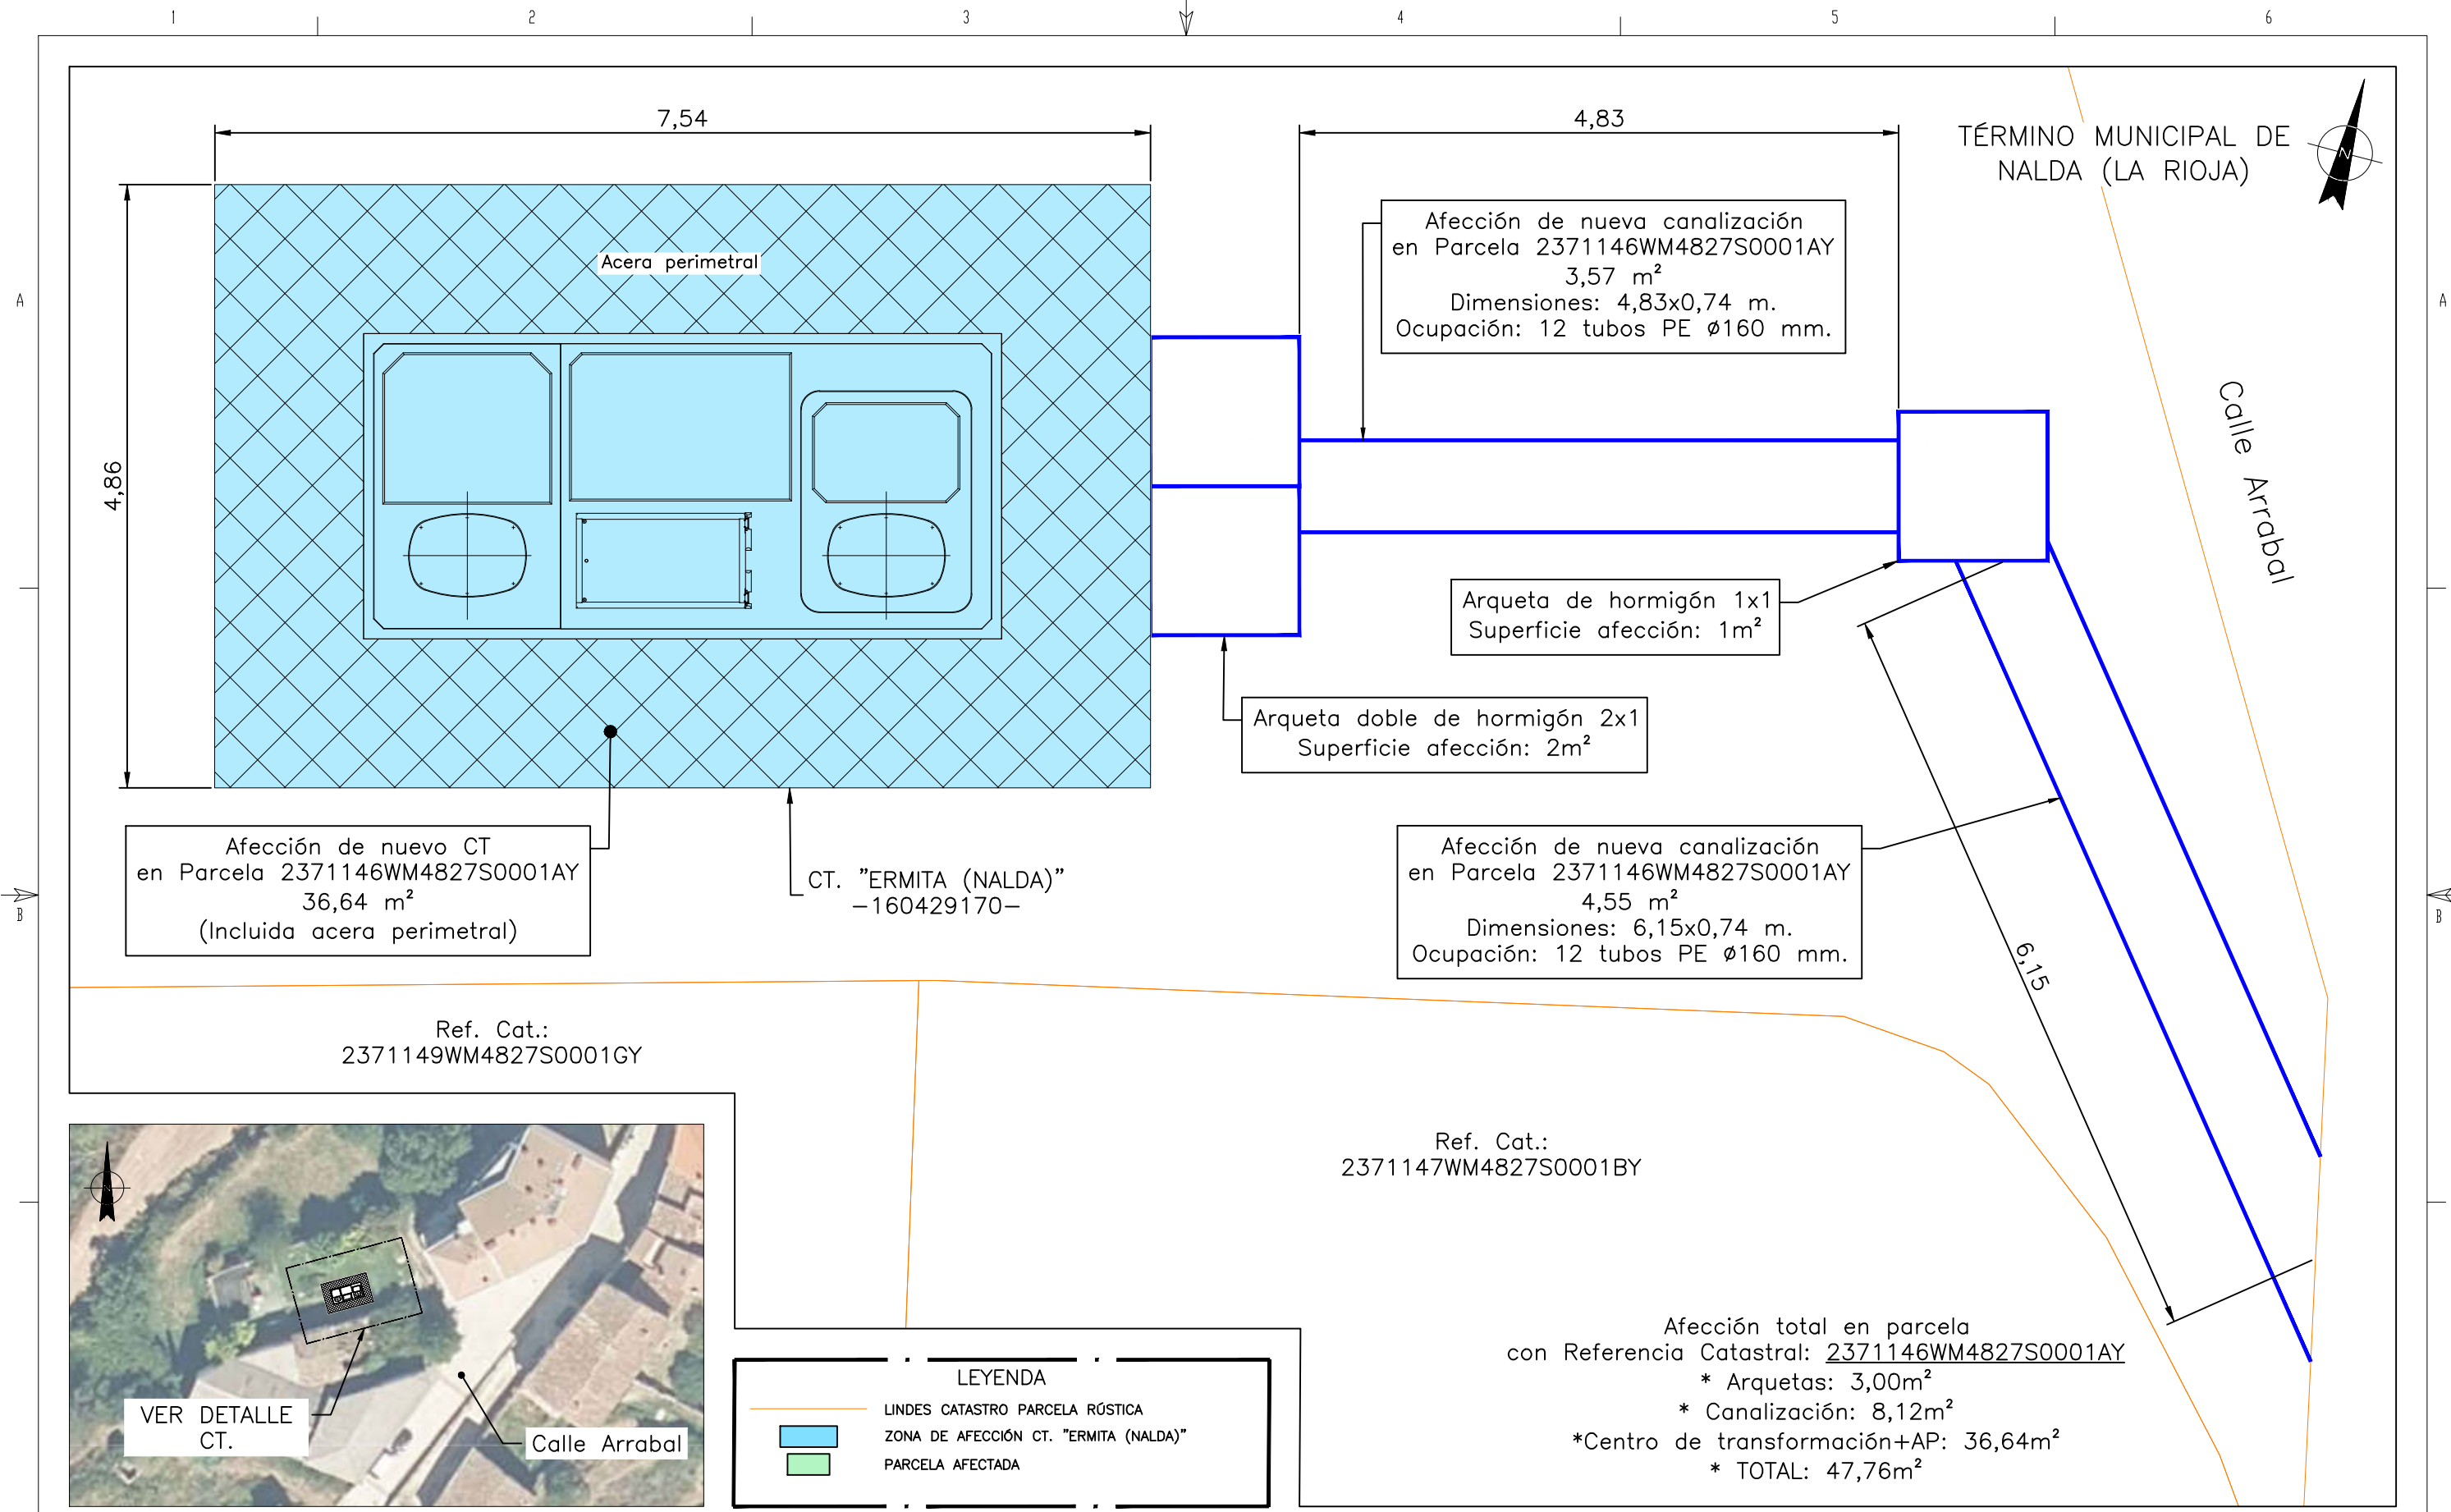 1
2
3
4
5
6
7,54
4,83
TÉRMINO MUNICIPAL DE
NALDA (LA RIOJA)
N
Afección de nueva canalización
en Parcela 2371146WM4827S0001AY
3,57 m²
Dimensiones: 4,83x0,74 m.
Ocupación: 12 tubos PE ø160 mm.
Acera perimetral
A
A
4,86
Calle Arrabal
Arqueta de hormigón 1x1
Superficie afección: 1m²
Arqueta doble de hormigón 2x1
Superficie afección: 2m²
Afección de nuevo CT
en Parcela 2371146WM4827S0001AY
36,64 m²
(Incluida acera perimetral)
CT. "ERMITA (NALDA)"
-160429170-
Afección de nueva canalización
en Parcela 2371146WM4827S0001AY
4,55 m²
Dimensiones: 6,15x0,74 m.
Ocupación: 12 tubos PE ø160 mm.
B
B
6,15
Ref. Cat.:
2371149WM4827S0001GY
Ref. Cat.:
2371147WM4827S0001BY
N
VER DETALLE
CT.
Calle Arrabal
LEYENDA
LINDES CATASTRO PARCELA RÚSTICA
ZONA DE AFECCIÓN CT. "ERMITA (NALDA)"
PARCELA AFECTADA
Afección total en parcela
con Referencia Catastral: 2371146WM4827S0001AY
* Arquetas: 3,00m²
* Canalización: 8,12m²
*Centro de transformación+AP: 36,64m²
* TOTAL: 47,76m²